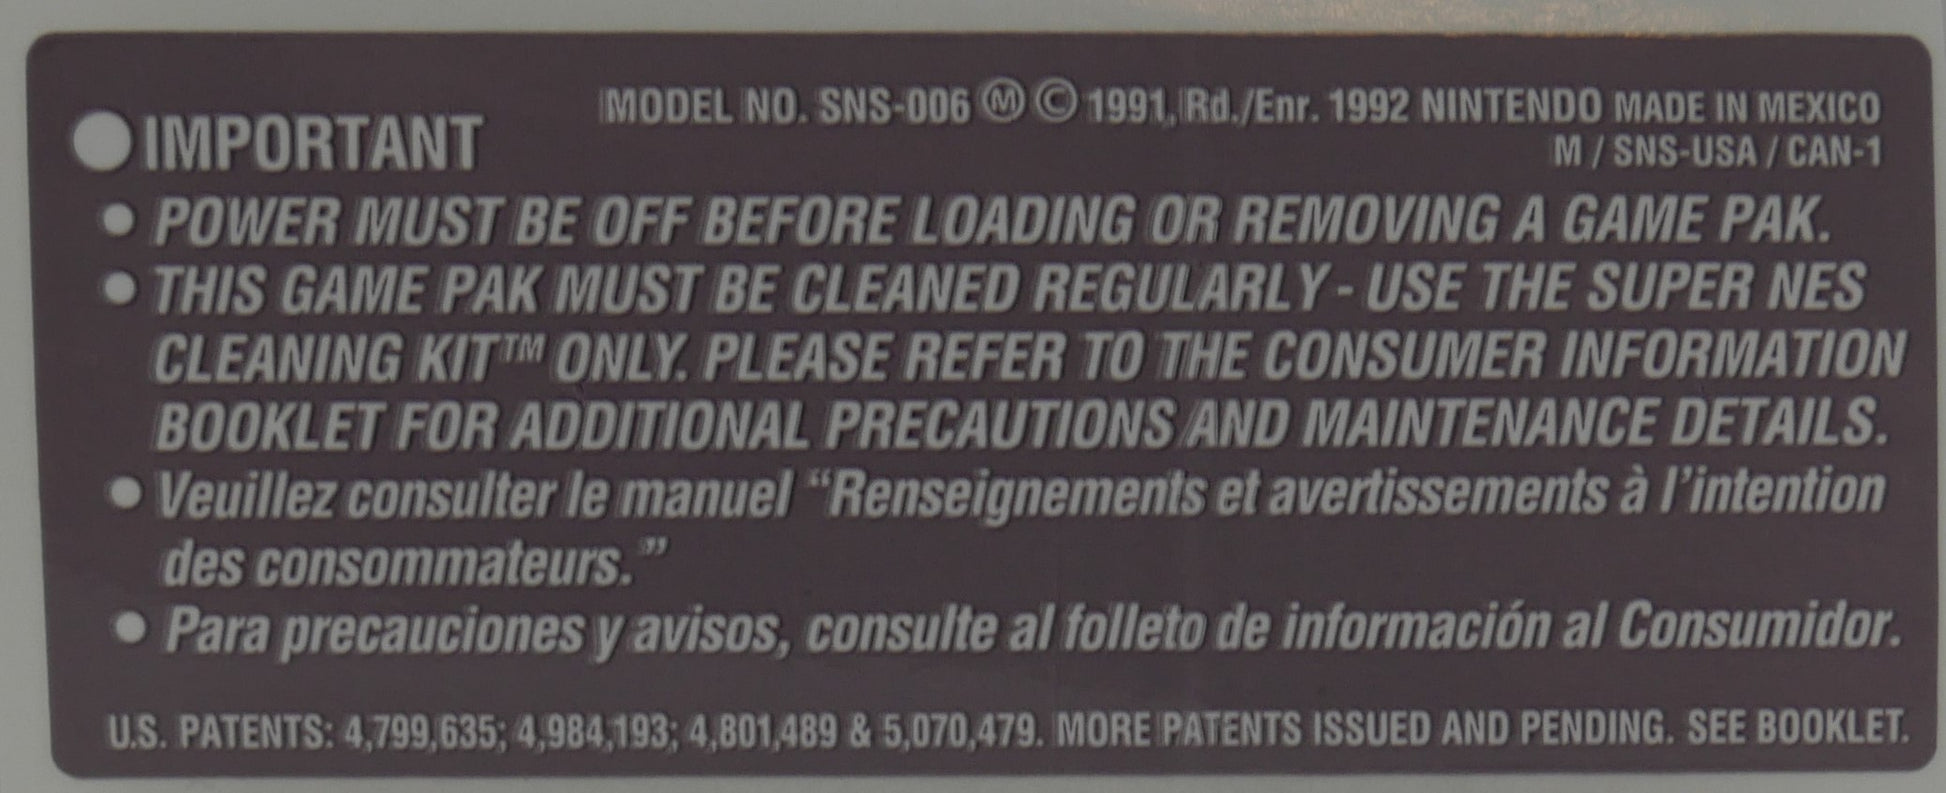 MODEL NO. SNS-006 Ⓜ © 1991, Rd./Enr. 1992 NINTENDO MADE IN MEXICO
M / SNS-USA / CAN-1
● IMPORTANT
● POWER MUST BE OFF BEFORE LOADING OR REMOVING A GAME PAK.
● THIS GAME PAK MUST BE CLEANED REGULARLY - USE THE SUPER NES
CLEANING KIT™ ONLY. PLEASE REFER TO THE CONSUMER INFORMATION
BOOKLET FOR ADDITIONAL PRECAUTIONS AND MAINTENANCE DETAILS.
● Veuillez consulter le manuel “Renseignements et avertissements à l’intention
des consommateurs.”
● Para precauciones y avisos, consulte al folleto de información al Consumidor.
U.S. PATENTS: 4,799,635; 4,984,193; 4,801,489 & 5,070,479. MORE PATENTS ISSUED AND PENDING. SEE BOOKLET.